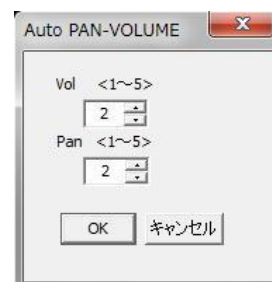 Auto PAN-VOLUME
Vol <1～5>
2
Pan <1～5>
2
OK キャンセル